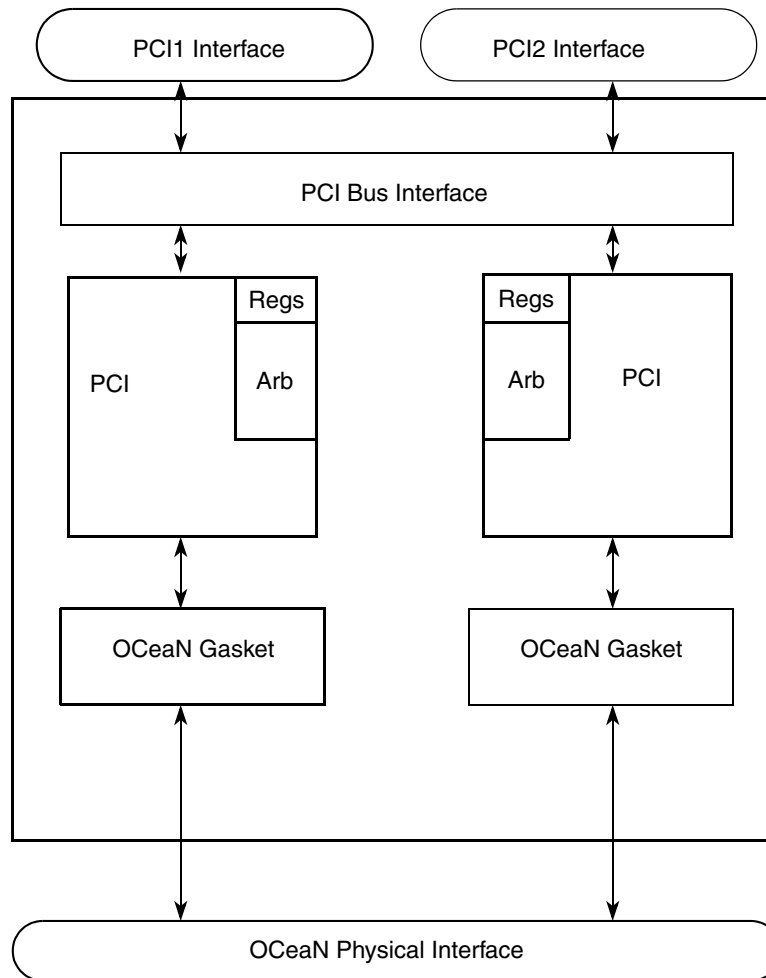 PCI1 Interface
PCI2 Interface
PCI Bus Interface
Regs
Regs
PCI
Arb
Arb
PCI
OCeaN Gasket
OCeaN Gasket
OCeaN Physical Interface